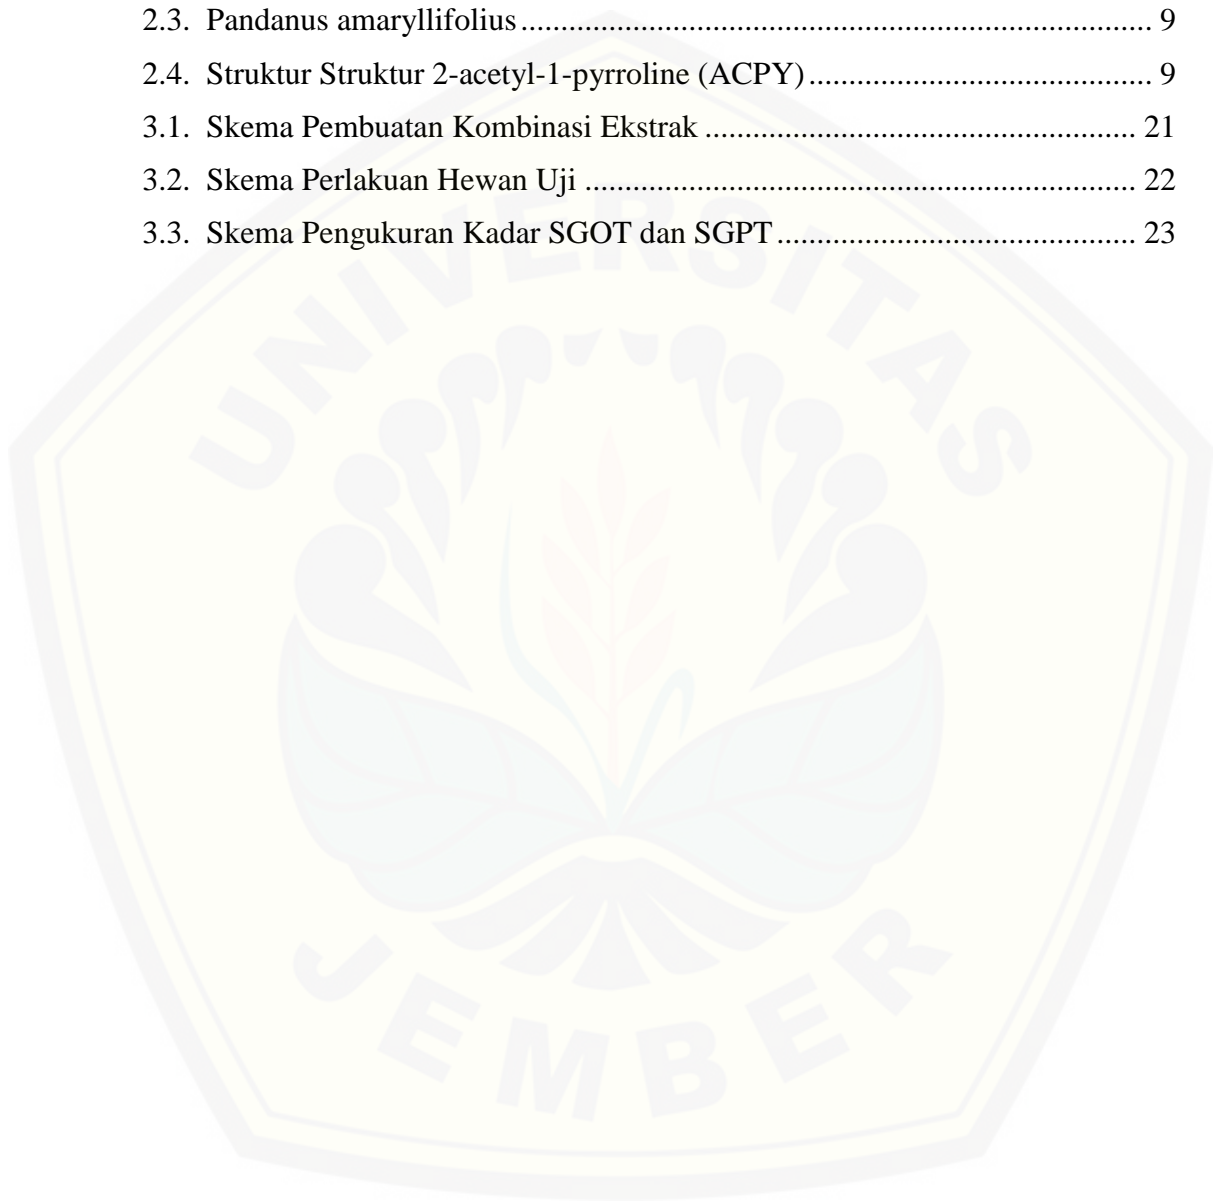 2.3. Pandanus amaryllifolius ............................................................................... 9
2.4. Struktur Struktur 2-acetyl-1-pyrroline (ACPY) ........................................... 9
3.1. Skema Pembuatan Kombinasi Ekstrak ...................................................... 21
3.2. Skema Perlakuan Hewan Uji ..................................................................... 22
3.3. Skema Pengukuran Kadar SGOT dan SGPT ............................................. 23
UNIVERSITAS
JEMBER